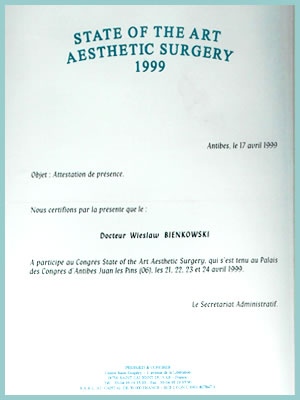 STATE OF THE ART
AESTHETIC SURGERY
1999
Antibes, le 17 avril 1999
Objet : Attestation de presence.
Nous certifions par la presente que le :
Docteur Wieslaw BIENKOWSKI
A participe au Congres State of the Art Aesthetic Surgery, qui s'est tenu au Palais
des Congres d'Antibes Juan les Pins (06), les 21, 22, 23 et 24 avril 1999.
Le Secretariat Administratif.